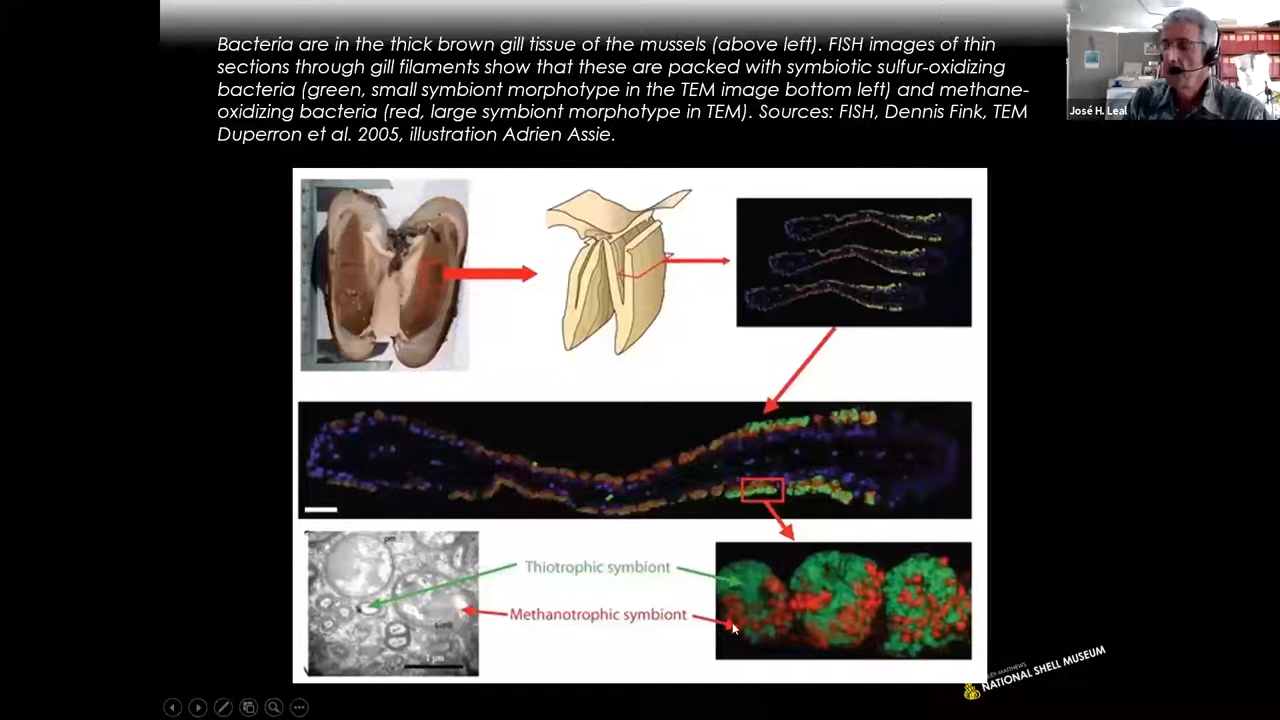 Bacteria are in the thick brown gill tissue of the mussels (above left). FISH images of thin
sections through gill filaments show that these are packed with symbiotic sulfur-oxidizing
bacteria (green, small symbiont morphotype in the TEM image bottom left) and methane-
oxidizing bacteria (red, large symbiont morphotype in TEM). Sources: FISH, Dennis Fink, TEM
Duperron et al. 2005, illustration Adrien Assie.
José H. Leal
pm
Thiotrophic symbiont
Methanotrophic symbiont
1 µm
NATIONAL SHELL MUSEUM